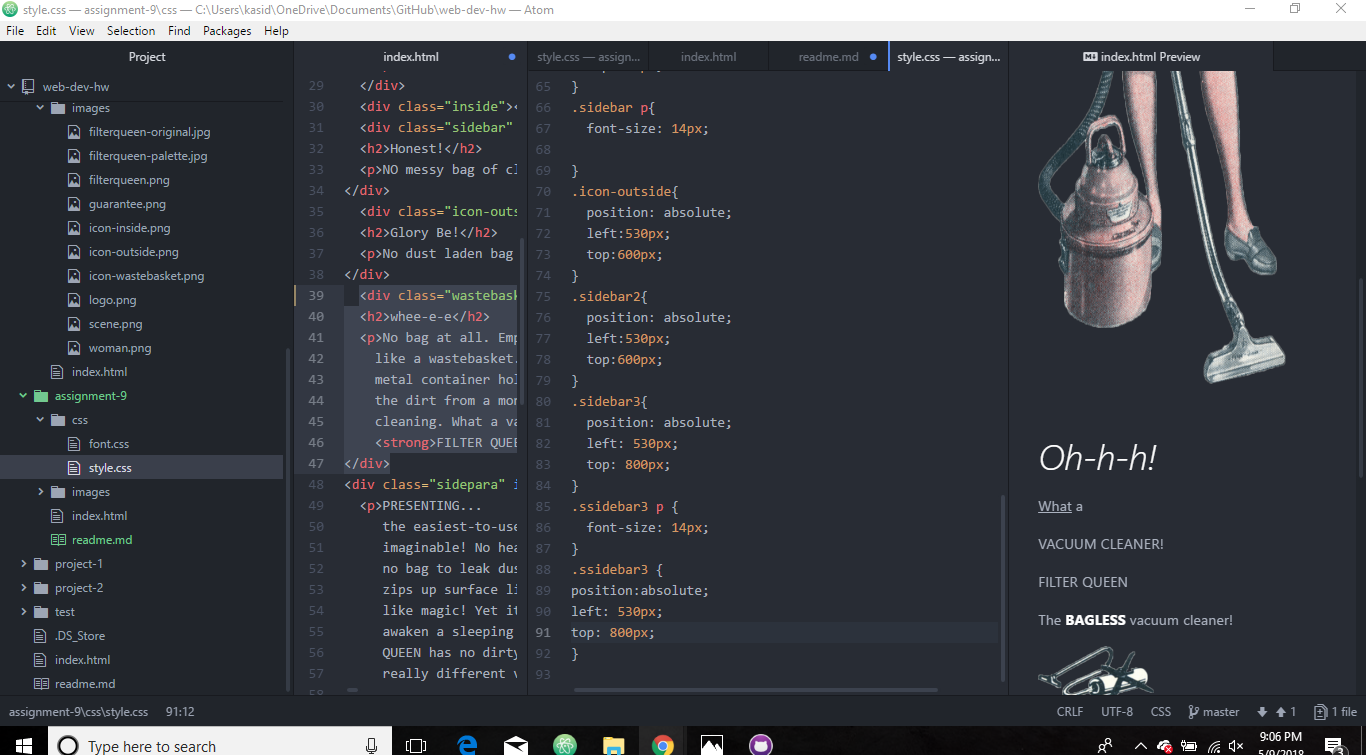 style.css — assignment-9\css — C:\Users\kasid\OneDrive\Documents\GitHub\web-dev-hw — Atom
File Edit View Selection Find Packages Help
Project
web-dev-hw
images
filterqueen-original.jpg
filterqueen-palette.jpg
filterqueen.png
guarantee.png
icon-inside.png
icon-outside.png
icon-wastebasket.png
logo.png
scene.png
woman.png
index.html
assignment-9
css
font.css
style.css
images
index.html
readme.md
project-1
project-2
test
.DS_Store
index.html
readme.md
index.html
29 </div>
30 <div class="inside"><
31 <div class="sidebar"
32 <h2>Honest!</h2>
33 <p>NO messy bag of cl
34 </div>
35 <div class="icon-outs
36 <h2>Glory Be!</h2>
37 <p>No dust laden bag
38 </div>
39 <div class="wastebask
40 <h2>whee-e-e</h2>
41 <p>No bag at all. Emp
42 like a wastebasket.
43 metal container hol
44 the dirt from a mon
45 cleaning. What a va
46 <strong>FILTER QUEE
47 </div>
48 <div class="sidepara" i
49 <p>PRESENTING...
50 the easiest-to-use
51 imaginable! No hea
52 no bag to leak dus
53 zips up surface li
54 like magic! Yet it
55 awaken a sleeping
56 QUEEN has no dirty
57 really different v
58
style.css — assign... index.html readme.md style.css — assign...
65 }
66 .sidebar p{
67 font-size: 14px;
68
69 }
70 .icon-outside{
71 position: absolute;
72 left:530px;
73 top:600px;
74 }
75 .sidebar2{
76 position: absolute;
77 left:530px;
78 top:600px;
79 }
80 .sidebar3{
81 position: absolute;
82 left: 530px;
83 top: 800px;
84 }
85 .ssidebar3 p {
86 font-size: 14px;
87 }
88 .ssidebar3 {
89 position:absolute;
90 left: 530px;
91 top: 800px;
92 }
93
index.html Preview
Oh-h-h!
What a
VACUUM CLEANER!
FILTER QUEEN
The BAGLESS vacuum cleaner!
assignment-9\css\style.css 91:12
CRLF UTF-8 CSS master 1 1 file
Type here to search
9:06 PM
5/9/2018
3